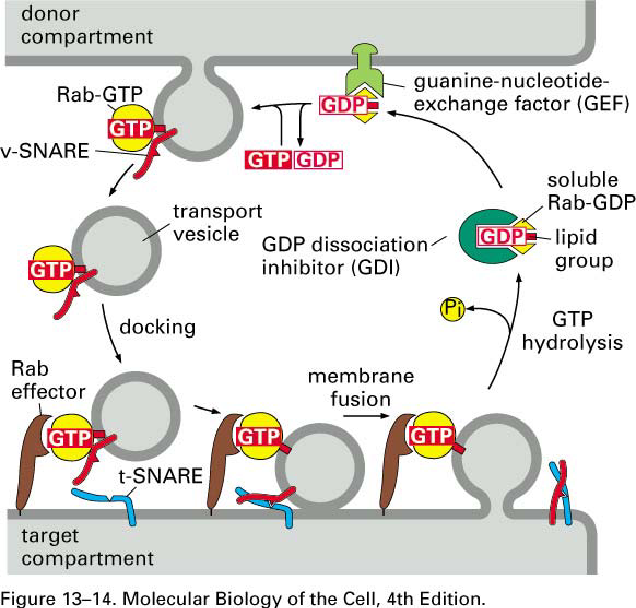 donor
compartment
guanine-nucleotide-
exchange factor (GEF)
Rab-GTP
GTP
GDP
v-SNARE
GTP GDP
soluble
Rab-GDP
transport
vesicle
GDP
lipid
group
GDP dissociation
inhibitor (GDI)
GTP
docking
Pi
GTP
hydrolysis
Rab
effector
membrane
fusion
GTP
GTP
GTP
t-SNARE
target
compartment
Figure 13–14. Molecular Biology of the Cell, 4th Edition.